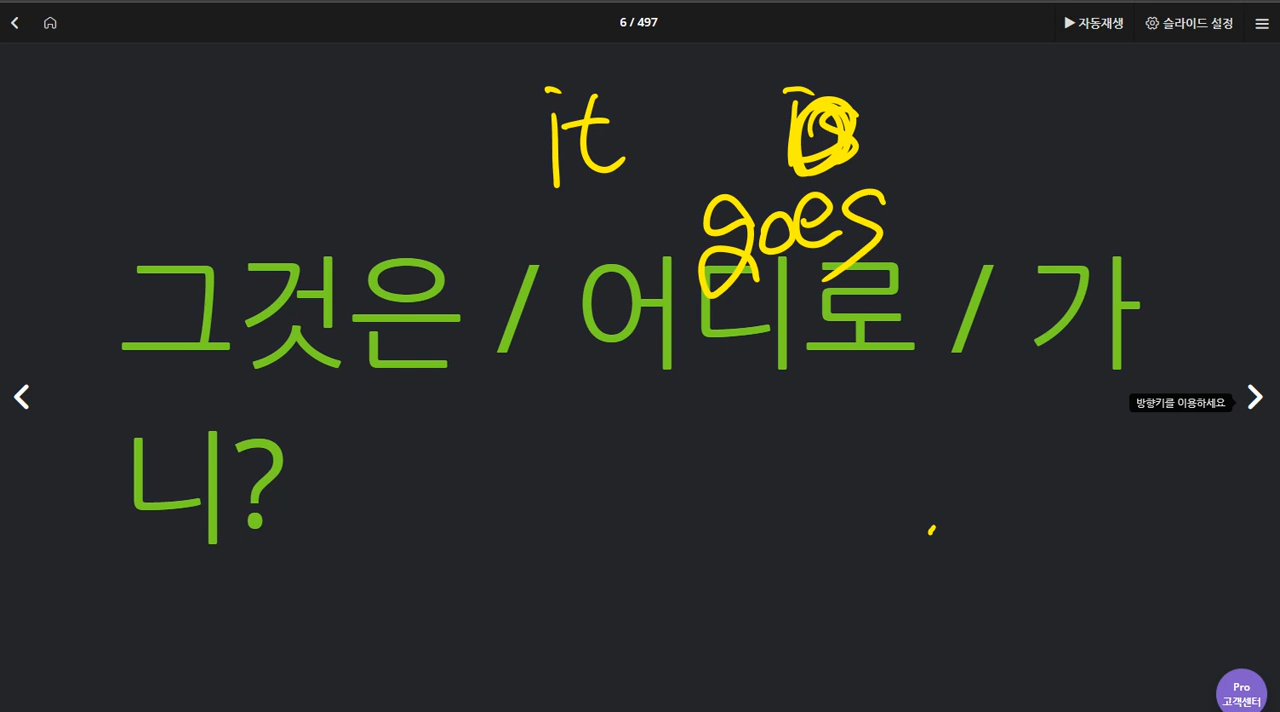 6 / 497
▶ 자동재생
슬라이드 설정
it
goes
그것은 / 어디로 / 가
니?
방향키를 이용하세요
Pro
고객센터